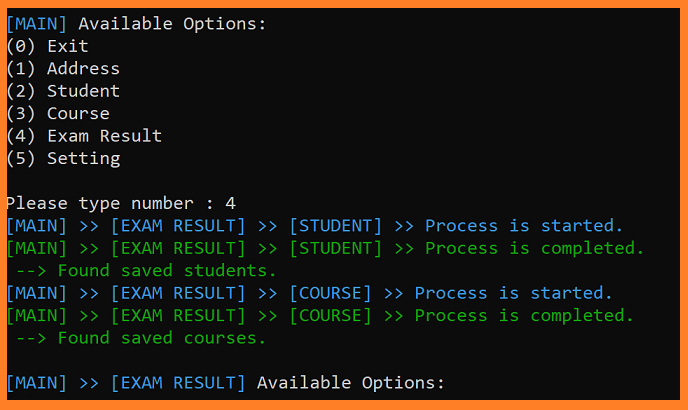 [MAIN] Available Options:
(0) Exit
(1) Address
(2) Student
(3) Course
(4) Exam Result
(5) Setting
Please type number : 4
[MAIN] >> [EXAM RESULT] >> [STUDENT] >> Process is started.
[MAIN] >> [EXAM RESULT] >> [STUDENT] >> Process is completed.
--> Found saved students.
[MAIN] >> [EXAM RESULT] >> [COURSE] >> Process is started.
[MAIN] >> [EXAM RESULT] >> [COURSE] >> Process is completed.
--> Found saved courses.
[MAIN] >> [EXAM RESULT] Available Options: